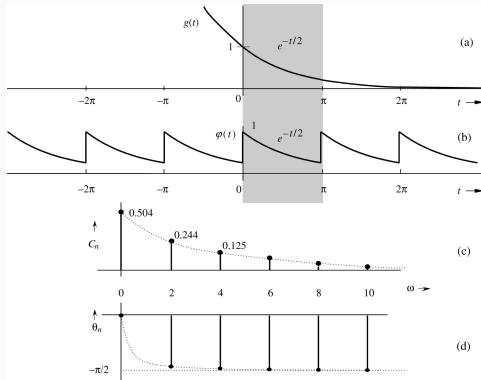 g(t)
1
e^{-t/2}
(a)
−2π −π 0 π 2π t
φ(t) 1 e^{-t/2}
(b)
−2π −π 0 π 2π t
0.504
0.244
C_n
0.125
(c)
0 2 4 6 8 10 ω
θ_n
(d)
−π/2